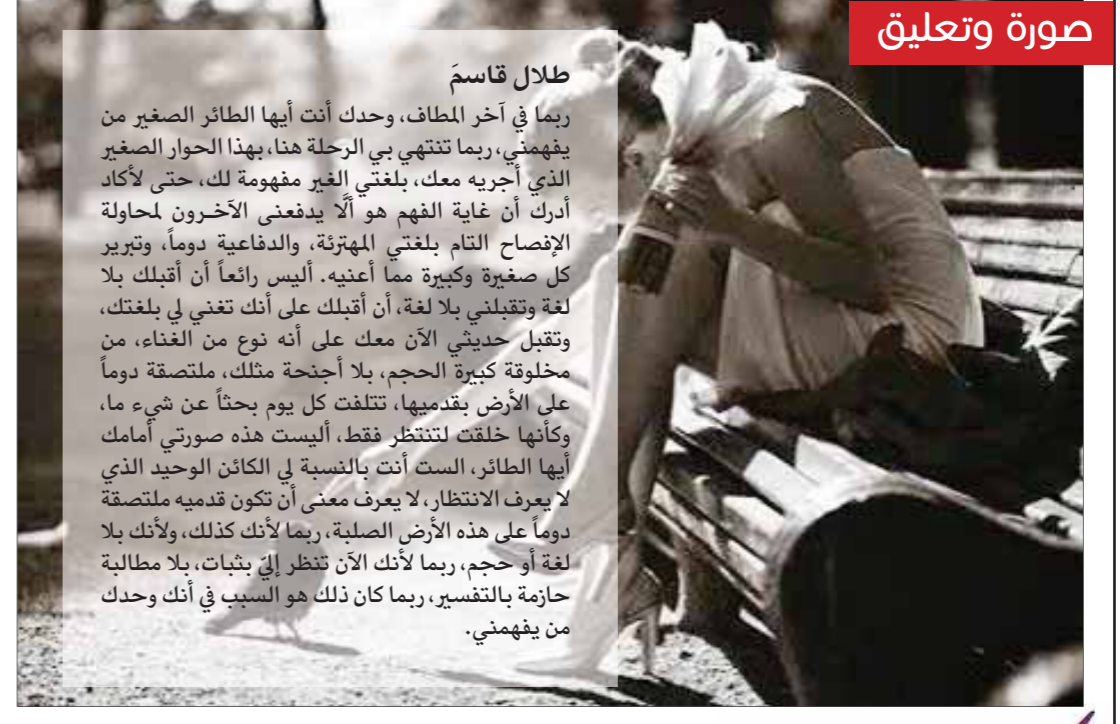 صورة وتعليق
طلال قاسمَ
ربما في آخر المطاف، وحدك أنت أيها الطائر الصغير من
يفهمني، ربما تنتهي بي الرحلة هنا، بهذا الحوار الصغير
الذي أجريه معك، بلغتي الغير مفهومة لك، حتى لأكاد
أدرك أن غاية الفهم هو ألّا يدفعنى الآخـرون لمحاولة
الإفصاح التام بلغتي المهترئة، والدفاعية دوماً، وتبرير
كل صغيرة وكبيرة مما أعنيه. أليس رائعاً أن أقبلك بلا
لغة وتقبلني بلا لغة، أن أقبلك على أنك تغني لي بلغتك،
وتقبل حديثي الآن معك على أنه نوع من الغناء، من
مخلوقة كبيرة الحجم، بلا أجنحة مثلك، ملتصقة دوماً
على الأرض بقدميها، تتلفت كل يوم بحثاً عن شيء ما،
وكأنها خلقت لتنتظر فقط، أليست هذه صورتي أمامك
أيها الطائر، الست أنت بالنسبة لي الكائن الوحيد الذي
لا يعرف الانتظار، لا يعرف معنى أن تكون قدميه ملتصقة
دوماً على هذه الأرض الصلبة، ربما لأنك كذلك، ولأنك بلا
لغة أو حجم، ربما لأنك الآن تنظر إليّ بثبات، بلا مطالبة
حازمة بالتفسير، ربما كان ذلك هو السبب في أنك وحدك
من يفهمني.